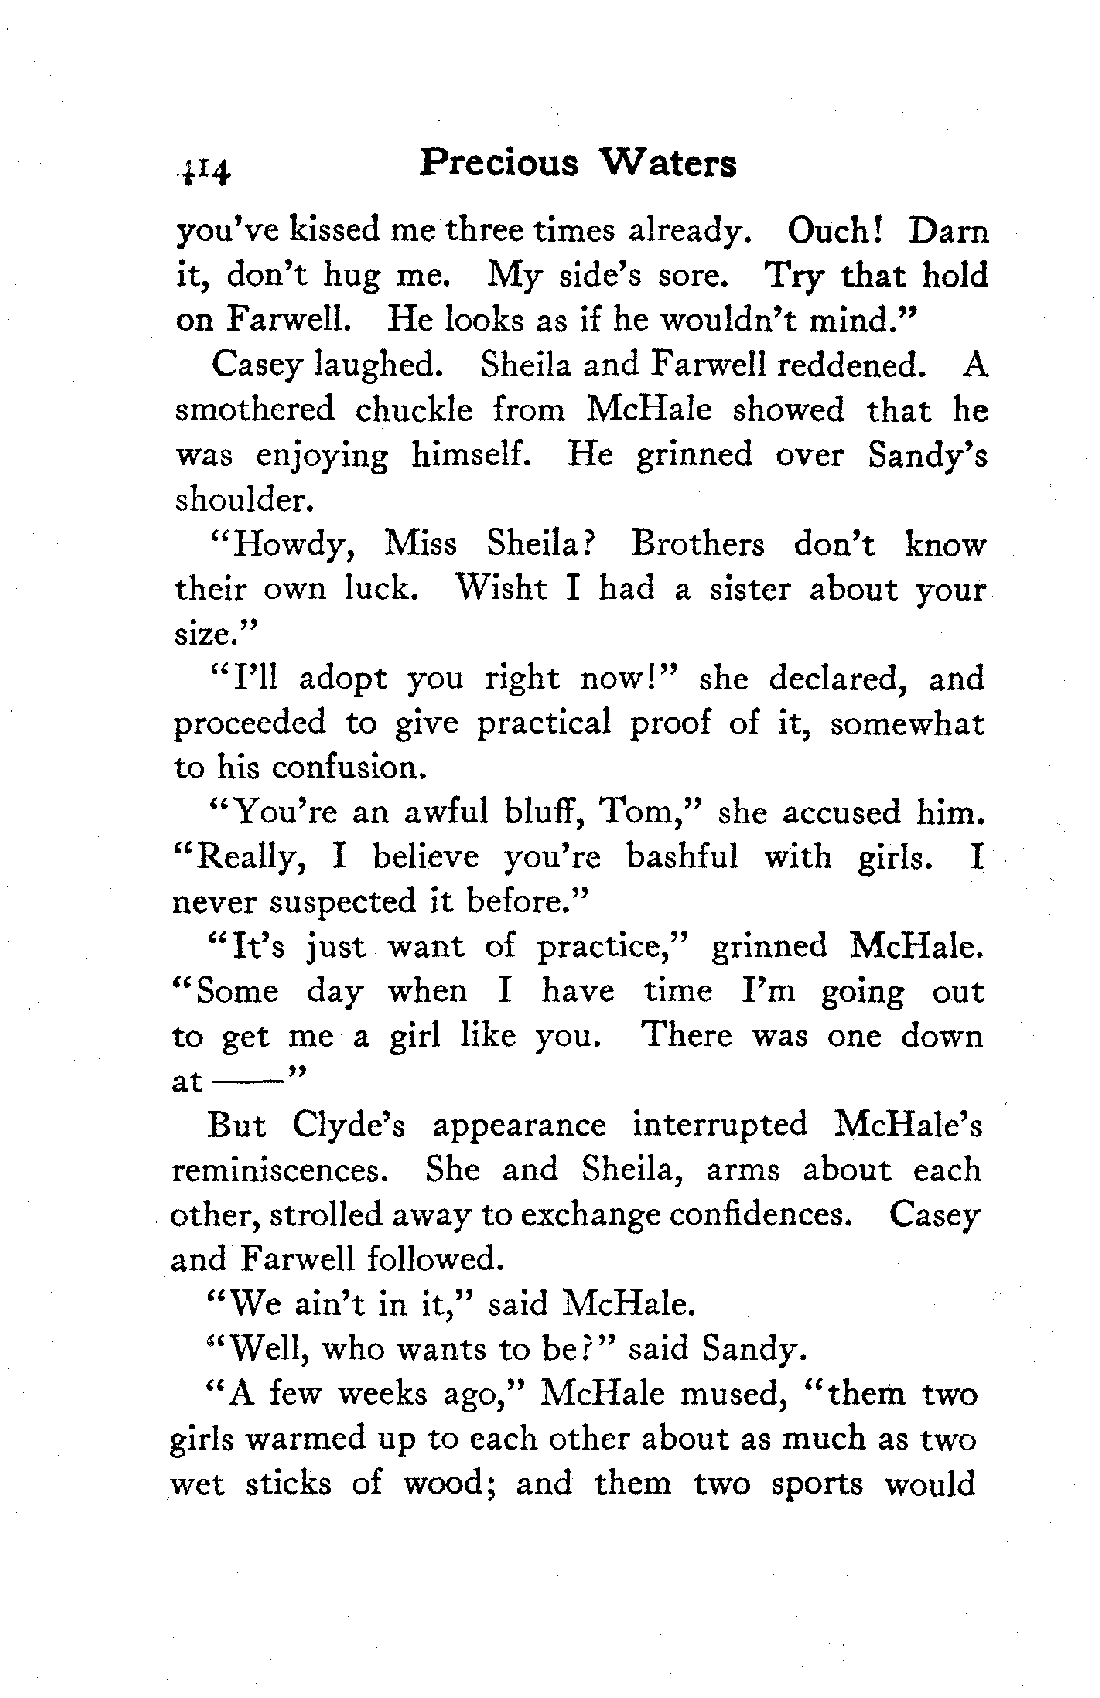 414 Precious Waters
you've kissed me three times already. Ouch! Darn
it, don't hug me. My side's sore. Try that hold
on Farwell. He looks as if he wouldn't mind."
Casey laughed. Sheila and Farwell reddened. A
smothered chuckle from McHale showed that he
was enjoying himself. He grinned over Sandy's
shoulder.
"Howdy, Miss Sheila? Brothers don't know
their own luck. Wisht I had a sister about your
size."
"I'll adopt you right now!" she declared, and
proceeded to give practical proof of it, somewhat
to his confusion.
"You're an awful bluff, Tom," she accused him.
"Really, I believe you're bashful with girls. I
never suspected it before."
"It's just want of practice," grinned McHale.
"Some day when I have time I'm going out
to get me a girl like you. There was one down
at ——"
But Clyde's appearance interrupted McHale's
reminiscences. She and Sheila, arms about each
other, strolled away to exchange confidences. Casey
and Farwell followed.
"We ain't in it," said McHale.
"Well, who wants to be?" said Sandy.
"A few weeks ago," McHale mused, "them two
girls warmed up to each other about as much as two
wet sticks of wood; and them two sports would